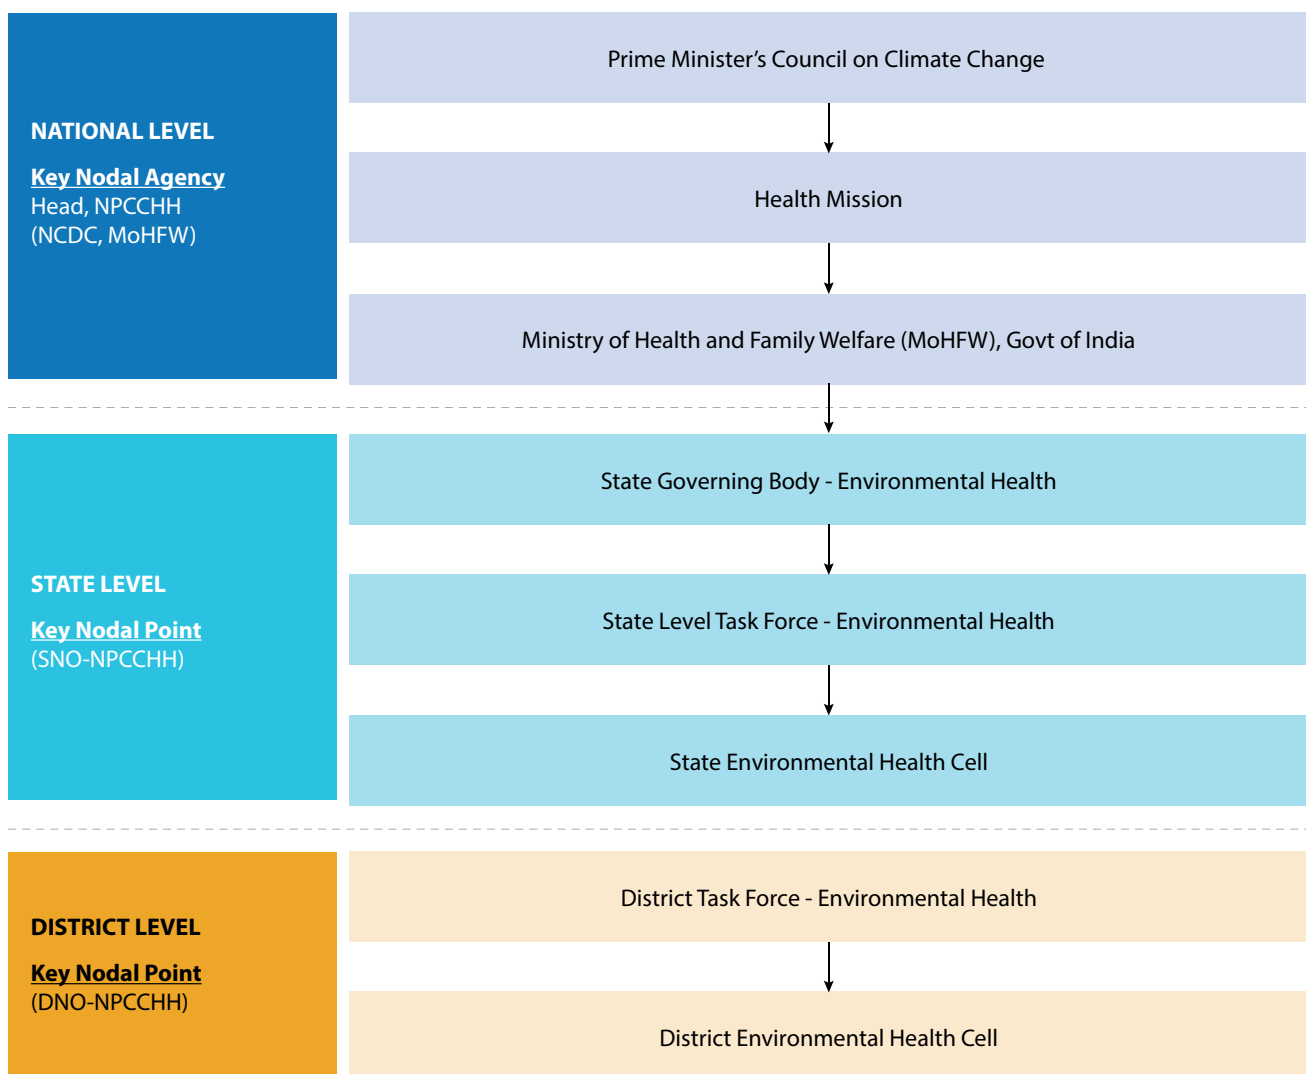 NATIONAL LEVEL
Key Nodal Agency
Head, NPCCHH
(NCDC, MoHFW)
Prime Minister’s Council on Climate Change
Health Mission
Ministry of Health and Family Welfare (MoHFW), Govt of India
STATE LEVEL
Key Nodal Point
(SNO-NPCCHH)
State Governing Body - Environmental Health
State Level Task Force - Environmental Health
State Environmental Health Cell
DISTRICT LEVEL
Key Nodal Point
(DNO-NPCCHH)
District Task Force - Environmental Health
District Environmental Health Cell